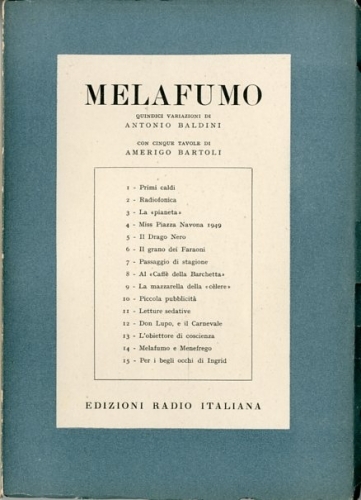 MELAFUMO
QUINDICI VARIAZIONI DI
ANTONIO BALDINI
CON CINQUE TAVOLE DI
AMERIGO BARTOLI
1 - Primi caldi
2 - Radiofonica
3 - La «pianeta»
4 - Miss Piazza Navona 1949
5 - Il Drago Nero
6 - Il grano dei Faraoni
7 - Passaggio di stagione
8 - Al «Caffè della Barchetta»
9 - La mazzarella della «còlere»
10 - Piccola pubblicità
11 - Letture sedative
12 - Don Lupo, e il Carnevale
13 - L'obiettore di coscienza
14 - Melafumo e Menefrego
15 - Per i begli occhi di Ingrid
EDIZIONI RADIO ITALIANA